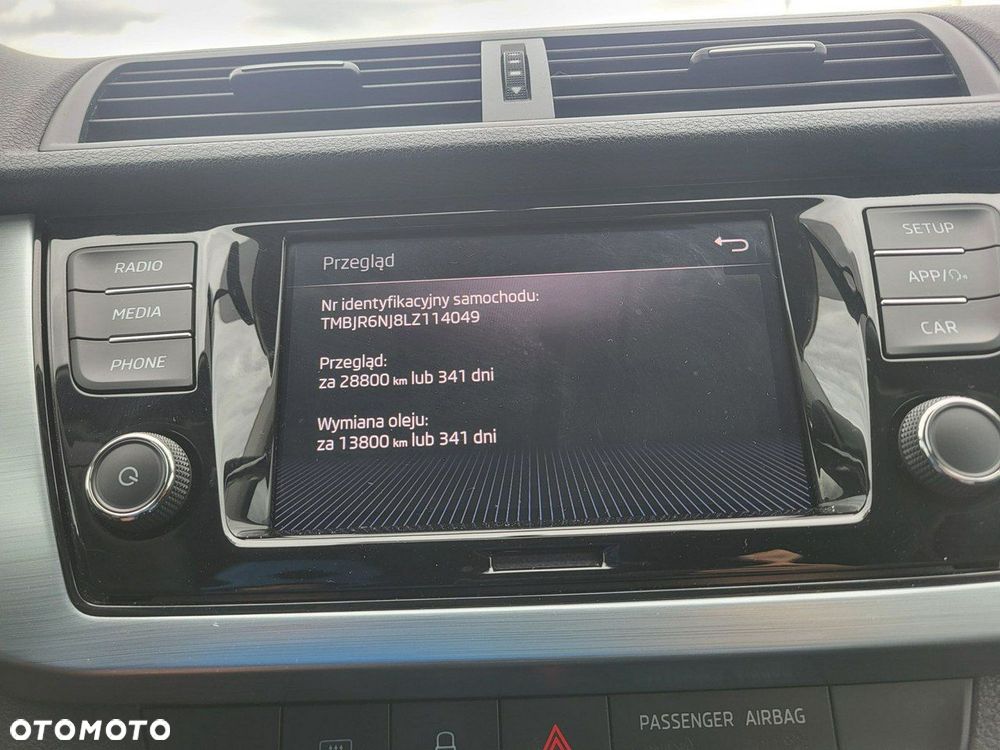 RADIO
MEDIA
PHONE
SETUP
APP/
CAR
Przegląd
Nr identyfikacyjny samochodu:
TMBJR6NJ8LZ114049
Przegląd:
za 28800 km lub 341 dni
Wymiana oleju:
za 13800 km lub 341 dni
PASSENGER AIRBAG
OTOMOTO